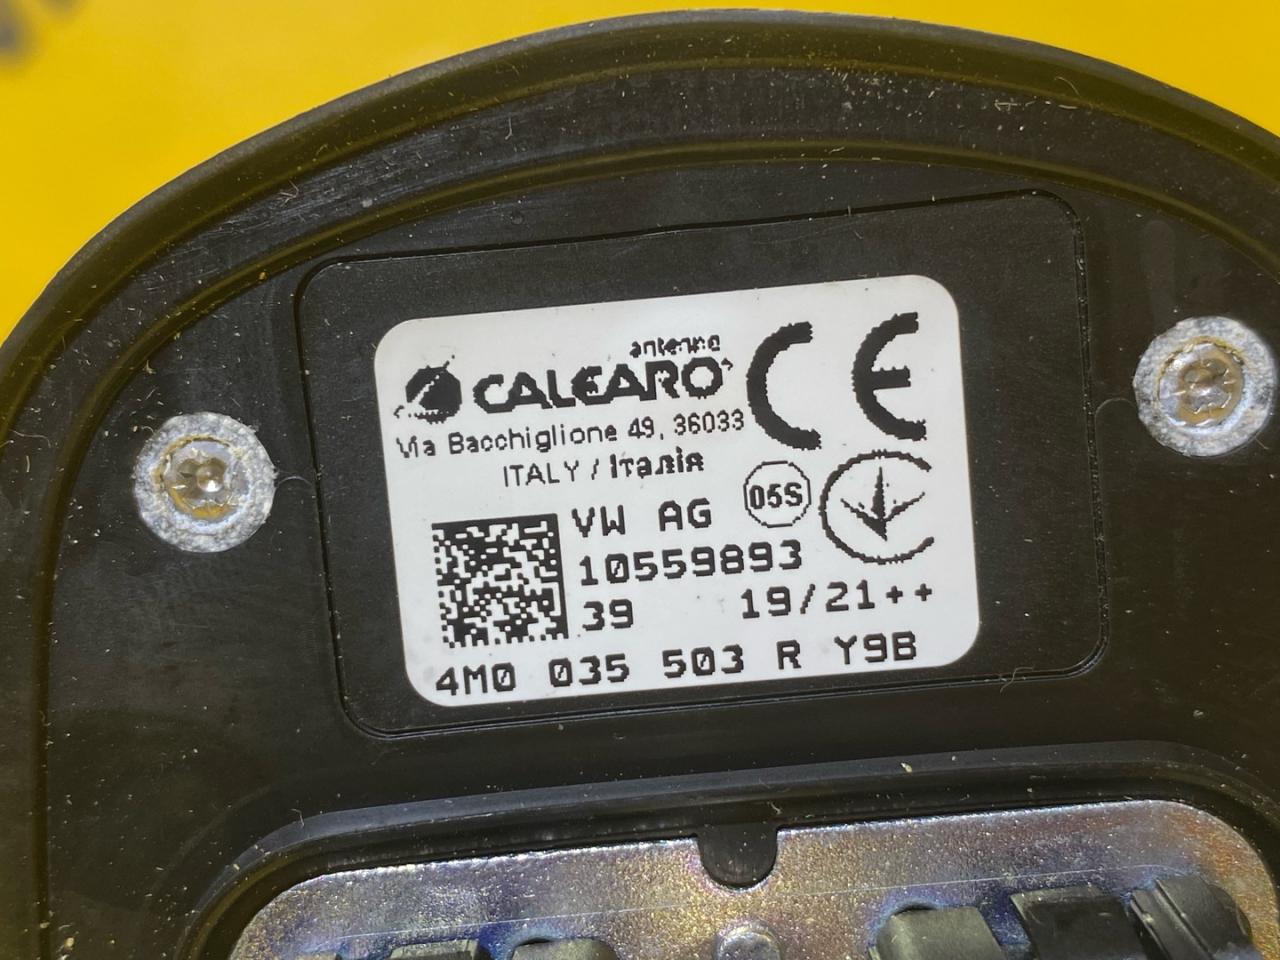 antenna
CALEARO
Via Bacchiglione 49, 36033
ITALY / Італія
VW AG
05S
10559893
39 19/21++
4M0 035 503 R Y9B
CE